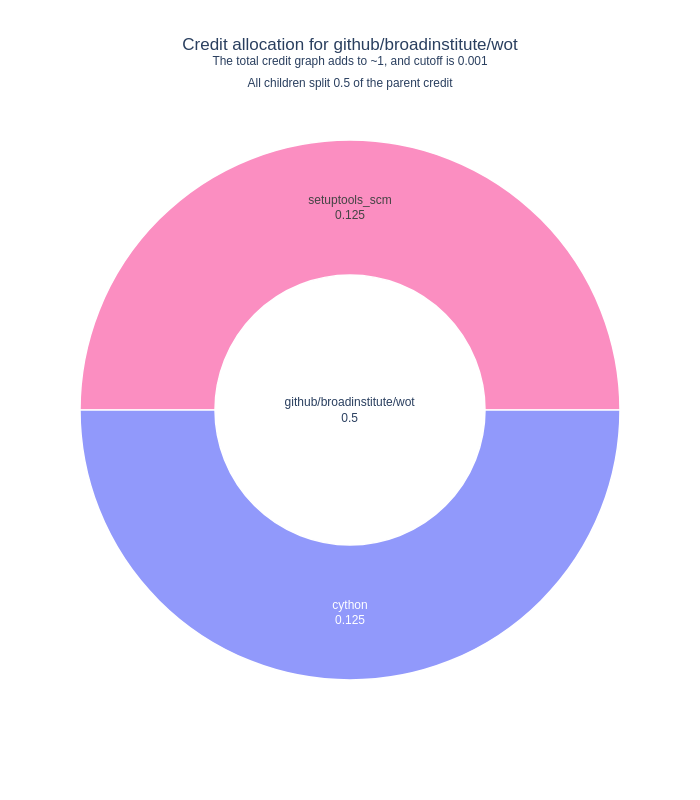 Credit allocation for github/broadinstitute/wot
The total credit graph adds to ~1, and cutoff is 0.001
All children split 0.5 of the parent credit
setuptools_scm
0.125
github/broadinstitute/wot
0.5
cython
0.125